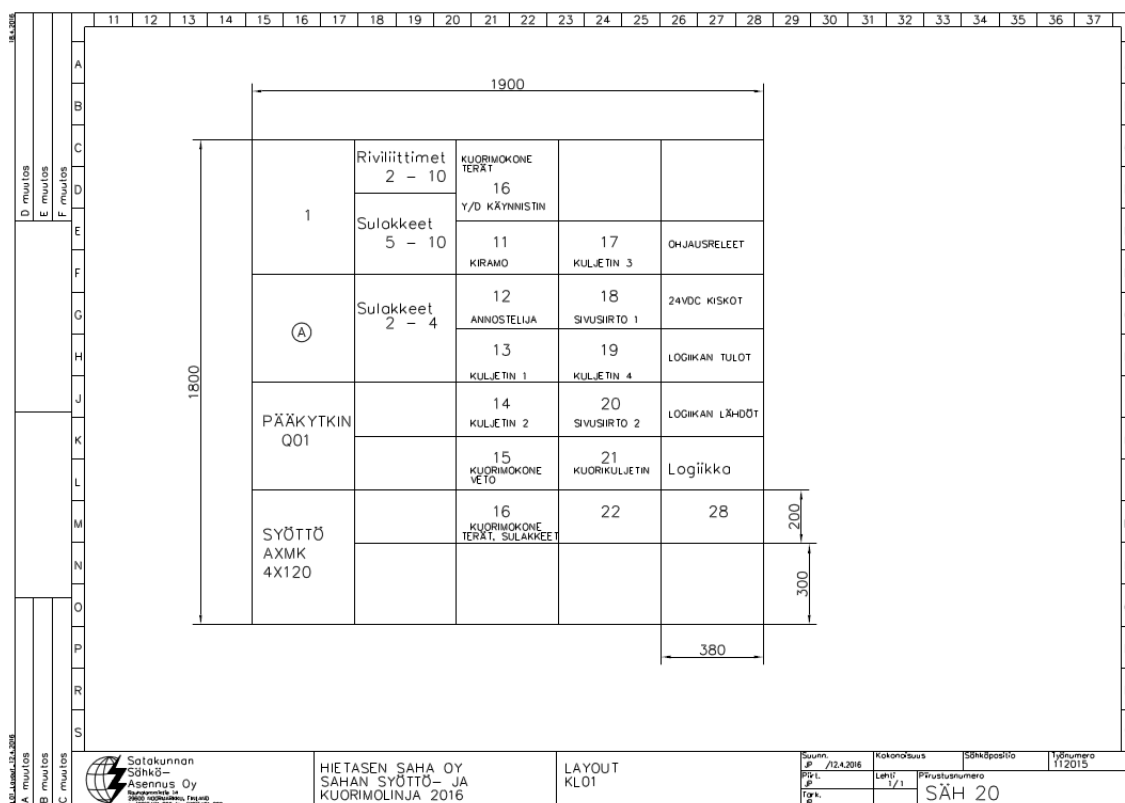 11 12 13 14 15 16 17 18 19 20 21 22 23 24 25 26 27 28 29 30 31 32 33 34 35 36 37
18.4.2016
A
B
C
D
E
F
G
H
J
K
L
M
N
O
P
R
S
D muutos
E muutos
F muutos
A muutos
B muutos
C muutos
1900
1800
1
Riviliittimet
2 - 10
KUORIMOKONE
TERÄT
16
Y/D KÄYNNISTIN
Sulakkeet
5 - 10
11
KIRAMO
17
KULJETIN 3
OHJAUSRELEET
A
Sulakkeet
2 - 4
12
ANNOSTELIJA
18
SIVUSIIRTO 1
24VDC KISKOT
13
KULJETIN 1
19
KULJETIN 4
LOGIIKAN TULOT
PÄÄKYTKIN
Q01
14
KULJETIN 2
20
SIVUSIIRTO 2
LOGIIKAN LÄHDÖT
15
KUORIMOKONE
VETO
21
KUORIKULJETIN
Logiikka
SYÖTTÖ
AXMK
4X120
16
KUORIMOKONE
TERÄT, SULAKKEET
22
28
200
300
380
Satakunnan
Sähkö-
Asennus Oy
HIETASEN SAHA OY
SAHAN SYÖTTÖ- JA
KUORIMOLINJA 2016
LAYOUT
KL01
Suunn.
JP /12.4.2016
Kokonaisuus
Sähköpositio
Työnumero
112015
Piirt.
JP
Lehti
1/1
Piirustusnumero
SÄH 20
Tark.